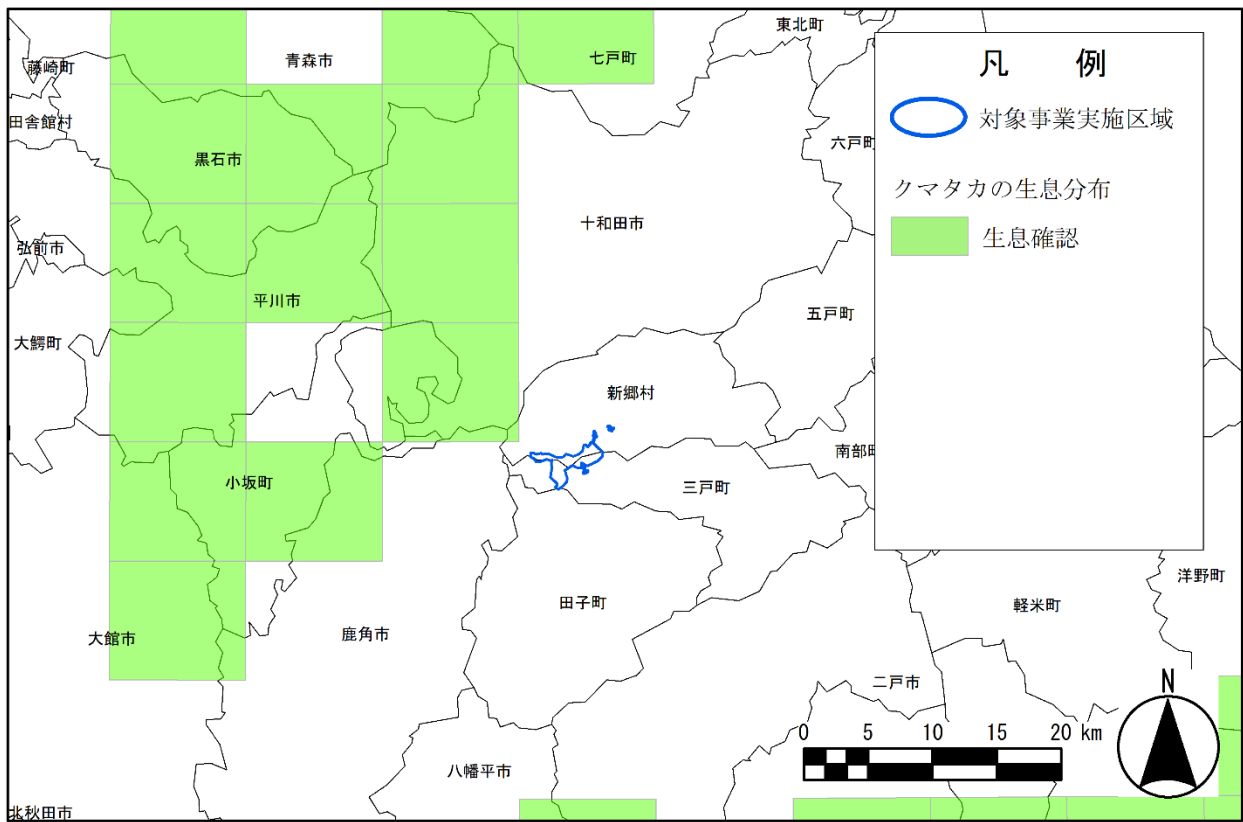 東北町
青森市
七戸町
藤崎町
田舎館村
黒石市
六戸町
弘前市
十和田市
平川市
五戸町
大鰐町
新郷村
南部町
小坂町
三戸町
洋野町
田子町
軽米町
大館市
鹿角市
二戸市
八幡平市
北秋田市
凡 例
対象事業実施区域
クマタカの生息分布
生息確認
N
0 5 10 15 20 km